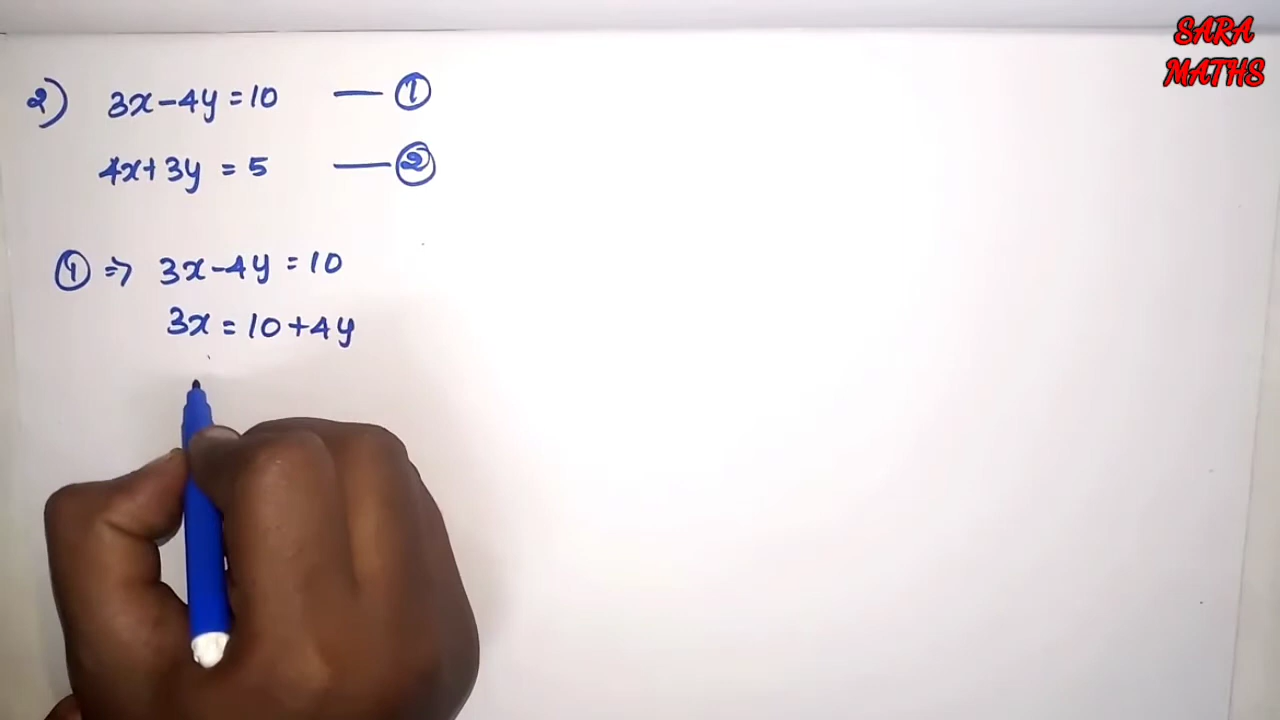 2) 3x-4y=10 — ①
4x+3y=5 — ②
① ⇒ 3x-4y=10
3x=10+4y
SARA
MATHS